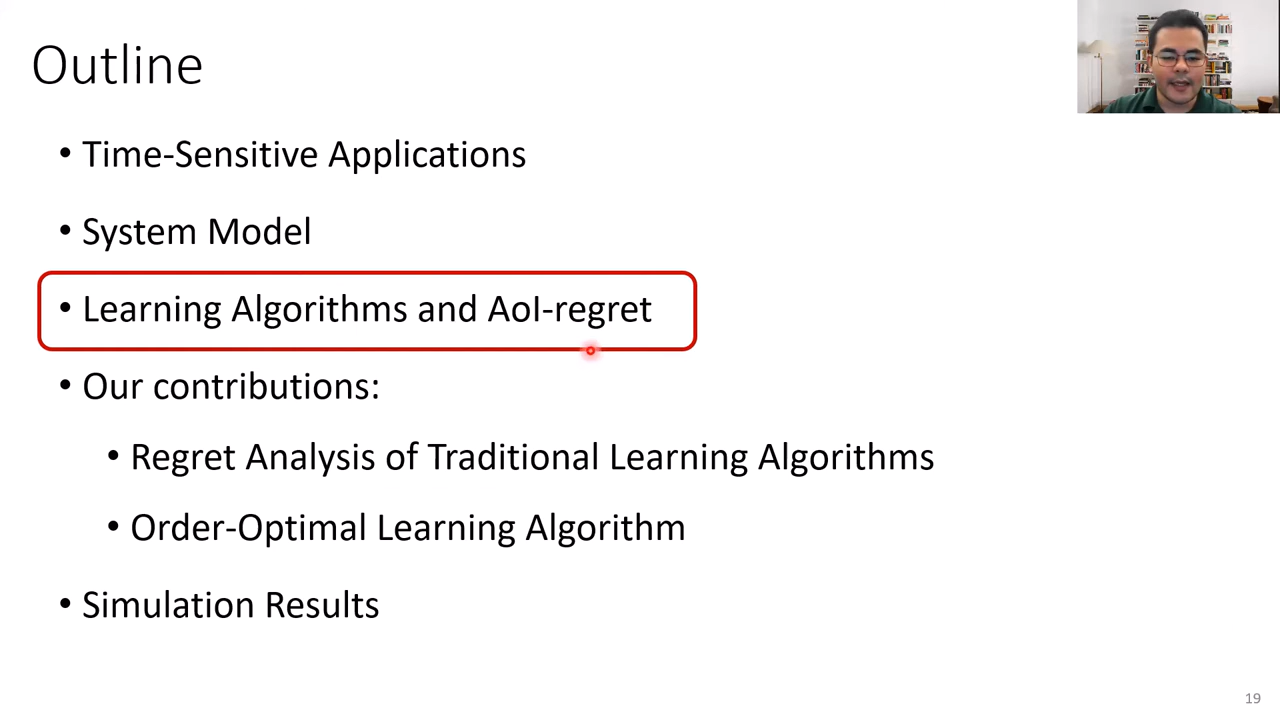 Outline
• Time-Sensitive Applications
• System Model
• Learning Algorithms and AoI-regret
• Our contributions:
• Regret Analysis of Traditional Learning Algorithms
• Order-Optimal Learning Algorithm
• Simulation Results
19